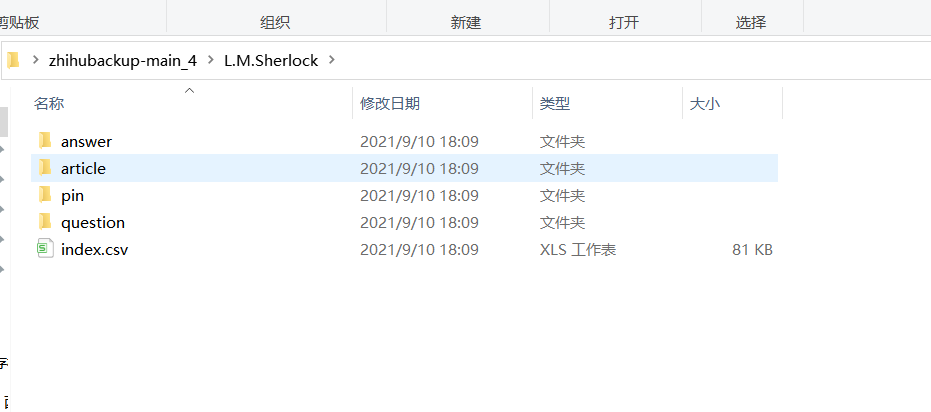 剪贴板 组织 新建 打开 选择
zhihubackup-main_4 > L.M.Sherlock >
名称 修改日期 类型 大小
answer 2021/9/10 18:09 文件夹
article 2021/9/10 18:09 文件夹
pin 2021/9/10 18:09 文件夹
question 2021/9/10 18:09 文件夹
index.csv 2021/9/10 18:09 XLS 工作表 81 KB